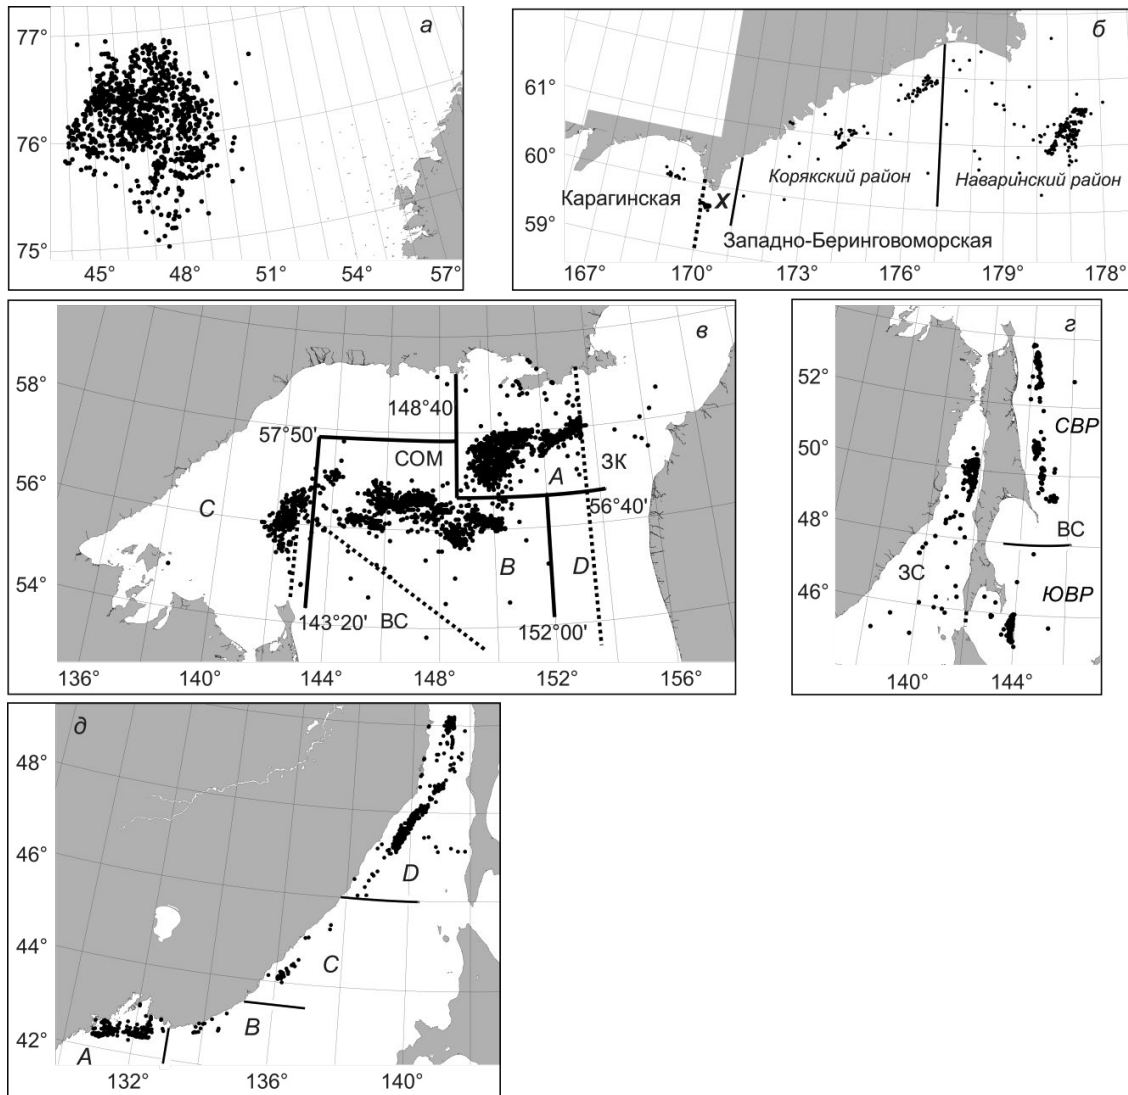 а
77°
76°
75°
45° 48° 51° 54° 57°
б
61°
60°
59°
Корякский район
Наваринский район
Карагинская
х
Западно-Беринговоморская
167° 170° 173° 176° 179° 178°
в
58°
56°
54°
148°40
57°50'
СОМ
ЗК
A
56°40'
C
B
D
143°20'
ВС
152°00'
136° 140° 144° 148° 152° 156°
г
52°
50°
48°
46°
СВР
ВС
ЗС
ЮВР
140° 144°
д
48°
46°
44°
42°
D
C
B
A
132° 136° 140°